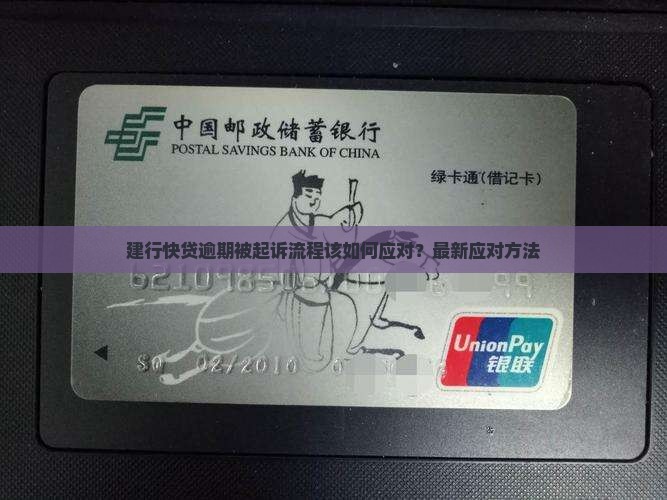 中国邮政储蓄银行
POSTAL SAVINGS BANK OF CHINA
绿卡通(借记卡)
建行快贷逾期被起诉流程该如何应对？最新应对方法
UnionPay
银联
02/2010